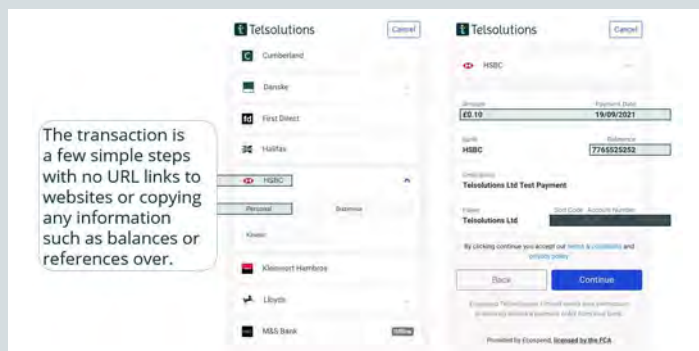 The transaction is
a few simple steps
with no URL links to
websites or copying
any information
such as balances or
references over.
Telsolutions
Cancel
Cumberland
Danske
fd First Direct
Halifax
HSBC
Personal Business
Kinetic
Kleinwort Hambros
Lloyds
M&S Bank Offline
Telsolutions
Cancel
HSBC
Amount Payment Date
£0.10 19/09/2021
Bank Reference
HSBC 7765525252
Telsolutions Ltd Test Payment
Payee Sort Code Account Number
Telsolutions Ltd
By clicking continue you accept our terms & conditions and
privacy policy
Back Continue
Provided by Ecospend, licensed by the FCA